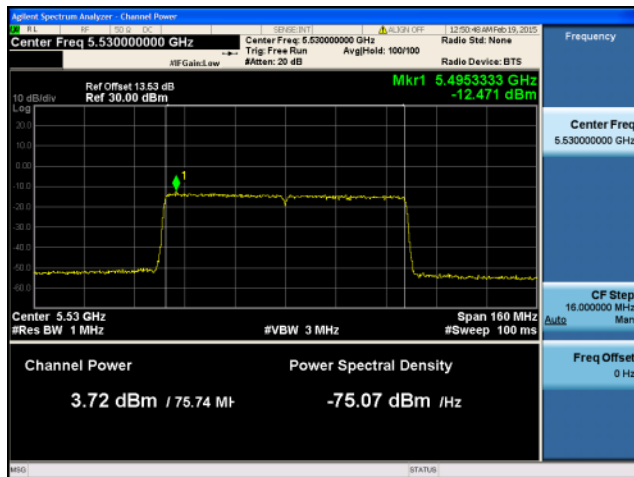 Agilent Spectrum Analyzer - Channel Power
RL RF 50 Ω DC SENSE:INT ALIGN OFF 12:50:48 AM Feb 19, 2015
Center Freq 5.530000000 GHz
Center Freq: 5.530000000 GHz
Radio Std: None
Trig: Free Run Avg|Hold: 100/100
#IFGain:Low #Atten: 20 dB Radio Device: BTS
Frequency
Mkr1 5.4953333 GHz
-12.471 dBm
Ref Offset 13.53 dB
10 dB/div Ref 30.00 dBm
Log
20.0
10.0
0.00
-10.0
-20.0
-30.0
-40.0
-50.0
-60.0
1
Center 5.53 GHz Span 160 MHz
#Res BW 1 MHz #VBW 3 MHz #Sweep 100 ms
Channel Power Power Spectral Density
3.72 dBm / 75.74 MH -75.07 dBm /Hz
Center Freq
5.530000000 GHz
CF Step
16.000000 MHz
Auto Man
Freq Offset
0 Hz
MSG STATUS